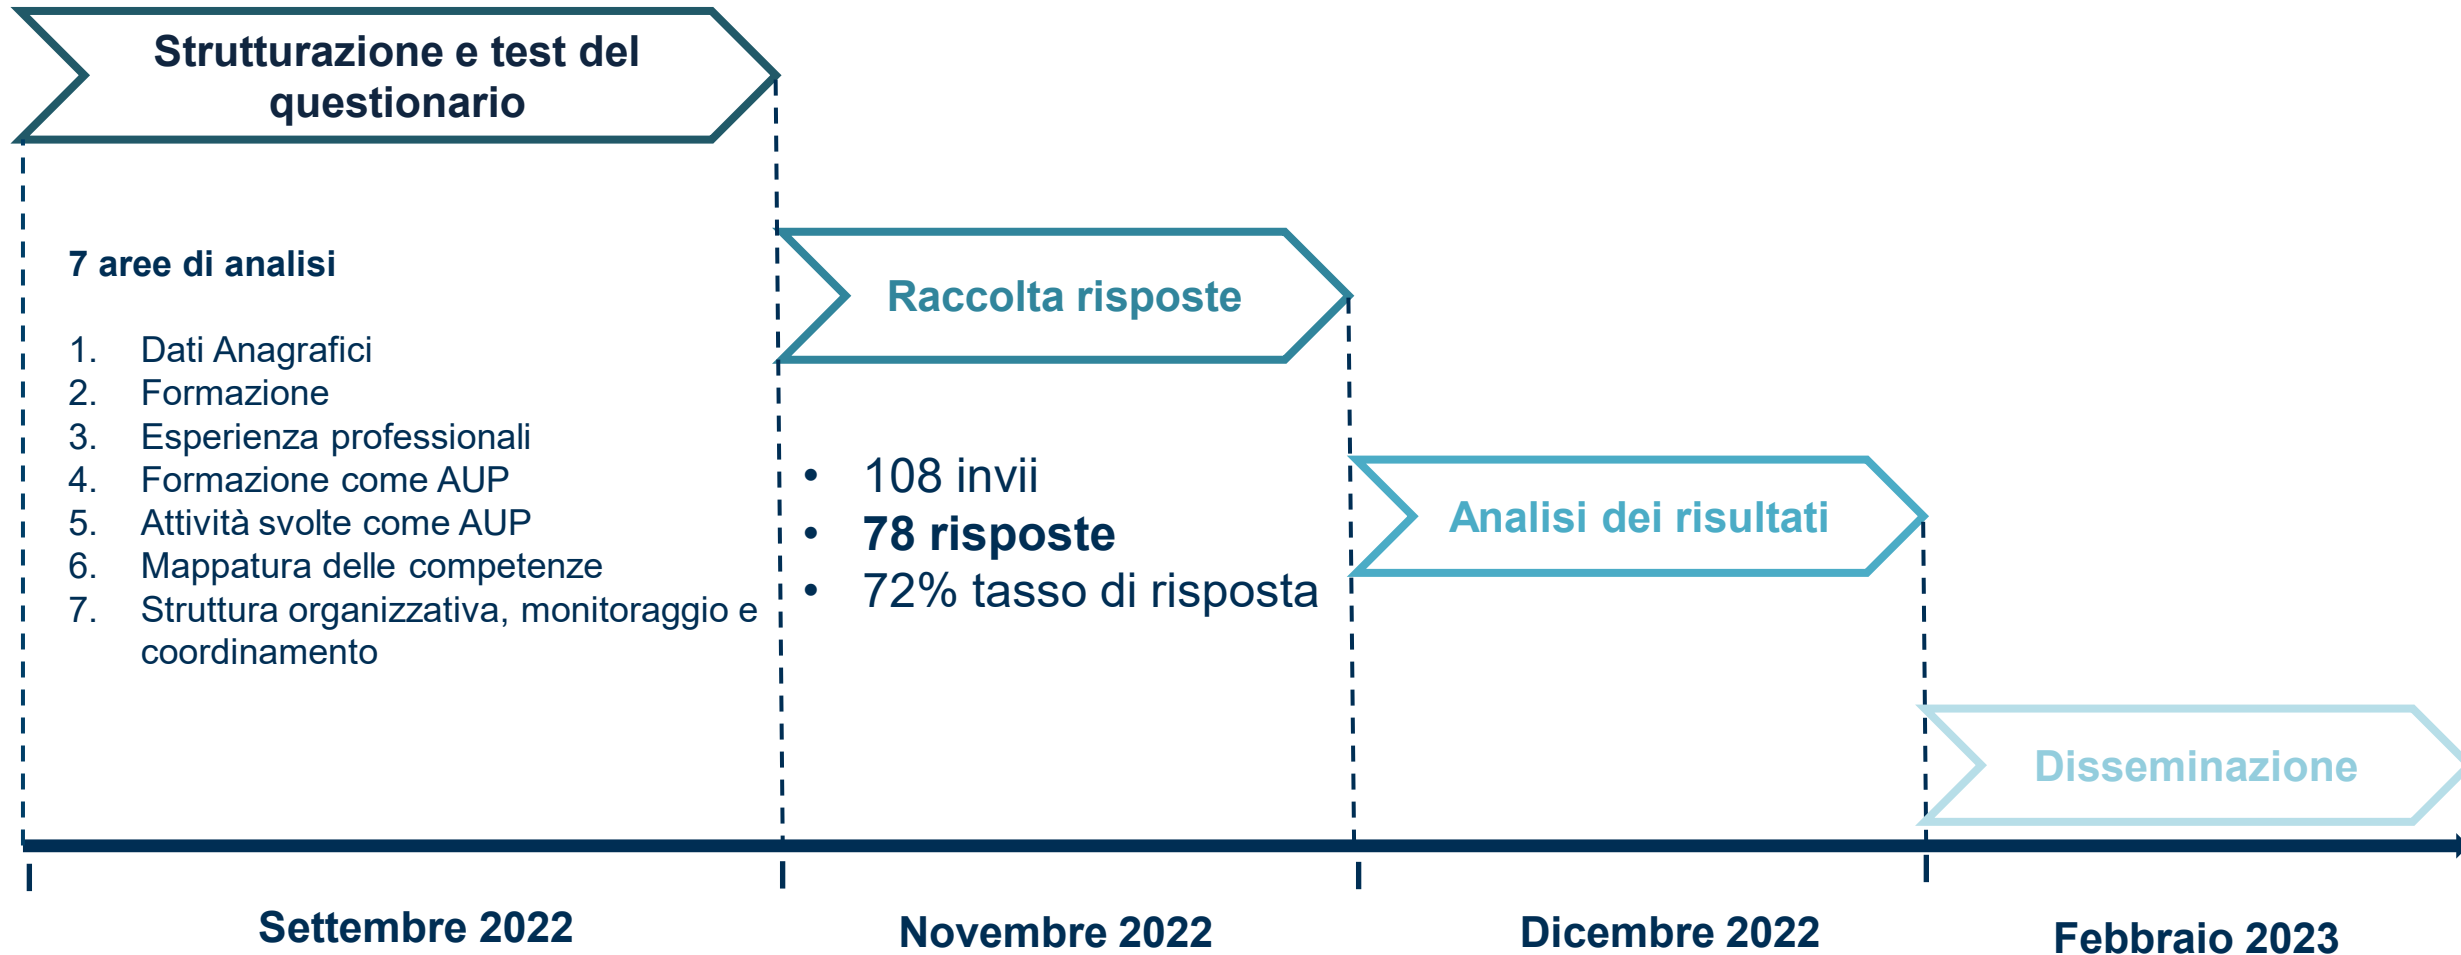 Strutturazione e test del
questionario
7 aree di analisi
1. Dati Anagrafici
2. Formazione
3. Esperienza professionali
4. Formazione come AUP
5. Attività svolte come AUP
6. Mappatura delle competenze
7. Struttura organizzativa, monitoraggio e
coordinamento
Raccolta risposte
• 108 invii
• 78 risposte
• 72% tasso di risposta
Analisi dei risultati
Disseminazione
Settembre 2022
Novembre 2022
Dicembre 2022
Febbraio 2023